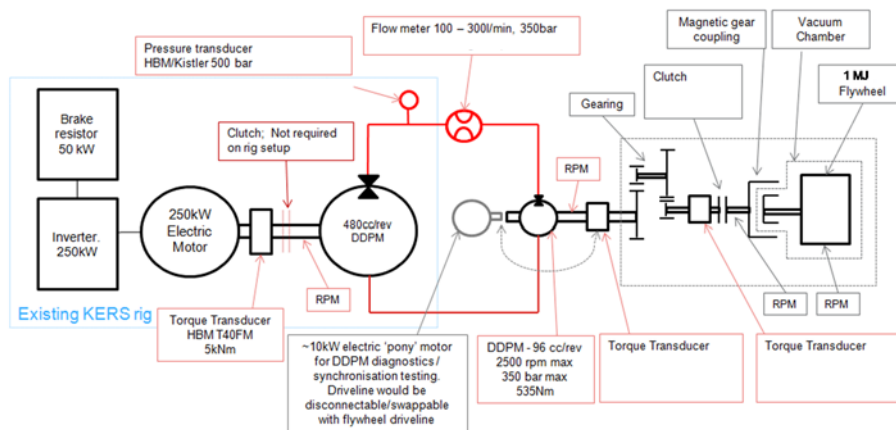 Pressure transducer
HBM/Kistler 500 bar
Flow meter 100 – 300l/min, 350bar
Magnetic gear
coupling
Vacuum
Chamber
Clutch
1 MJ
Flywheel
Gearing
Brake
resistor
50 kW
Clutch; Not required
on rig setup
Inverter.
250kW
250kW
Electric
Motor
480cc/rev
DDPM
RPM
RPM
RPM
RPM
Existing KERS rig
Torque Transducer
HBM T40FM
5kNm
~10kW electric 'pony' motor
for DDPM diagnostics /
synchronisation testing.
Driveline would be
disconnectable/swappable
with flywheel driveline
DDPM - 96 cc/rev
2500 rpm max
350 bar max
535Nm
Torque Transducer
Torque Transducer